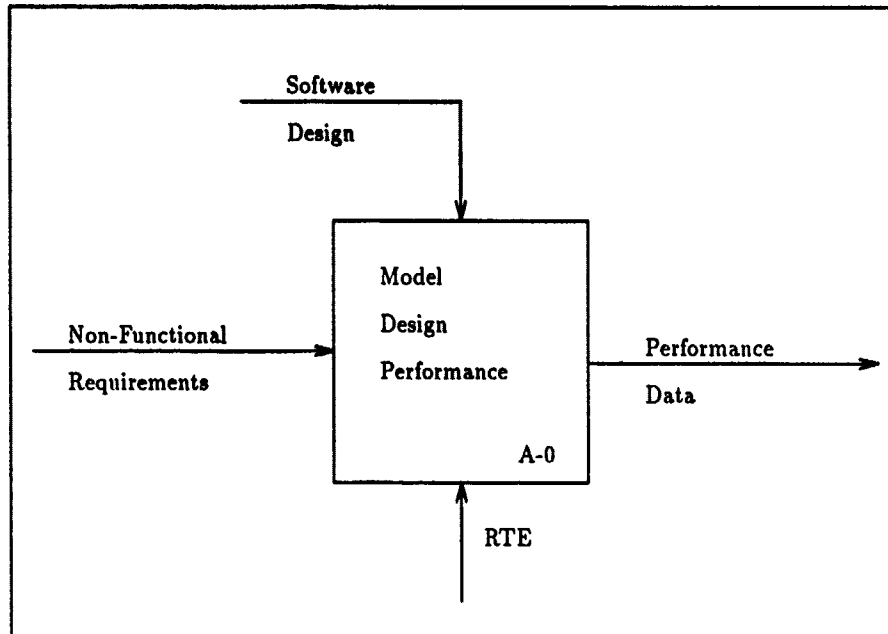 Software
Design
Model
Design
Performance
A-0
Non-Functional
Requirements
Performance
Data
RTE